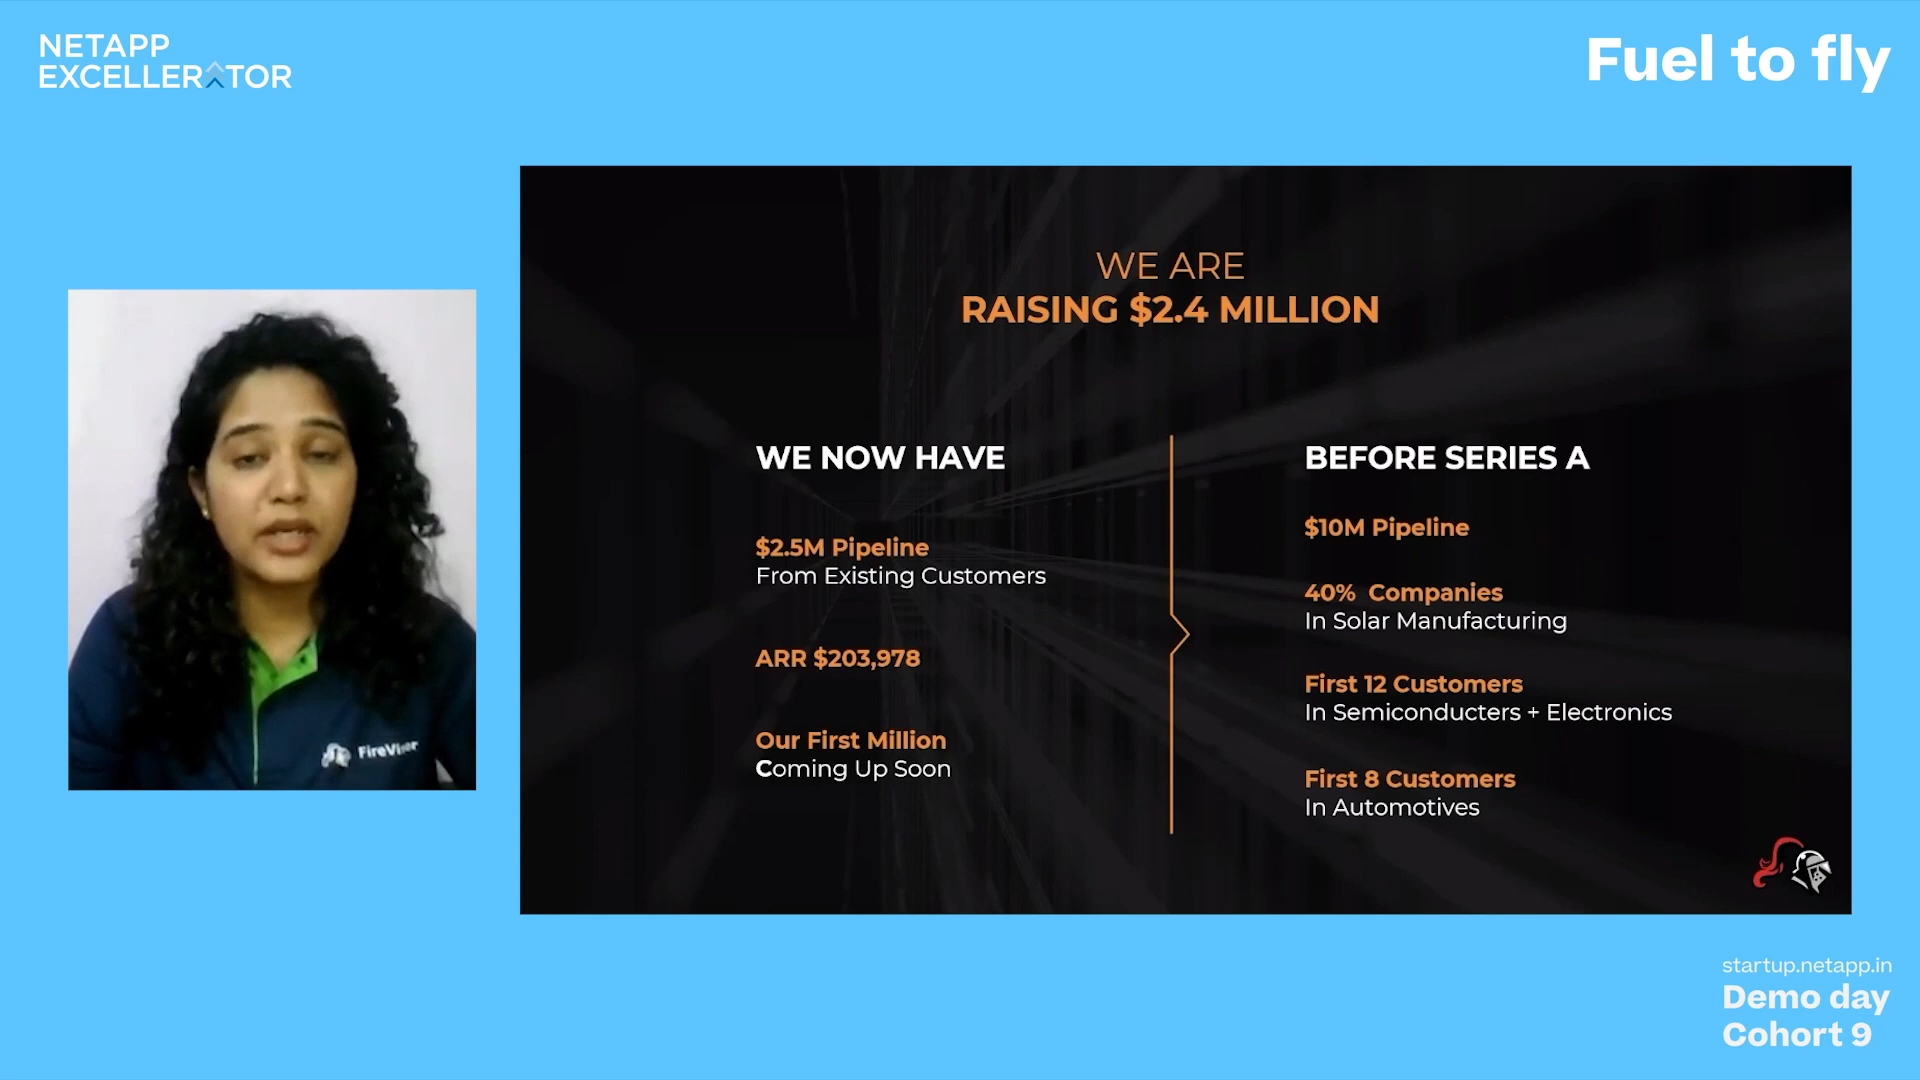 NETAPP
EXCELLERATOR
Fuel to fly
WE ARE
RAISING $2.4 MILLION
WE NOW HAVE
$2.5M Pipeline
From Existing Customers
ARR $203,978
Our First Million
Coming Up Soon
BEFORE SERIES A
$10M Pipeline
40% Companies
In Solar Manufacturing
First 12 Customers
In Semiconducters + Electronics
First 8 Customers
In Automotives
FireVisor
startup.netapp.in
Demo day
Cohort 9